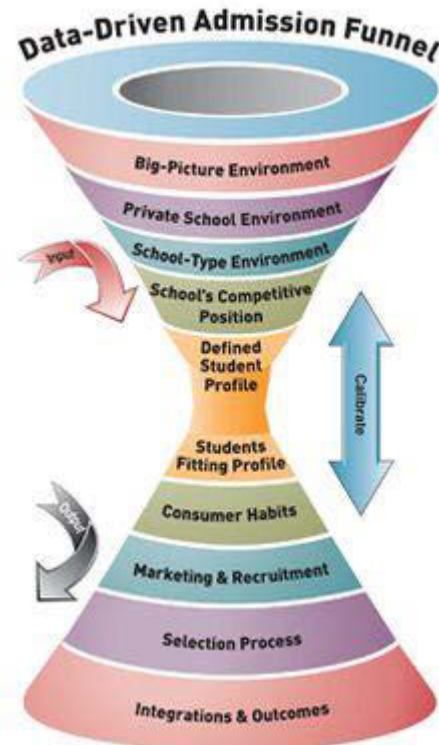 Data-Driven Admission Funnel
Big-Picture Environment
Private School Environment
Input
School-Type Environment
School's Competitive
Position
Defined
Student
Profile
Calibrate
Students
Fitting Profile
Output
Consumer Habits
Marketing & Recruitment
Selection Process
Integrations & Outcomes